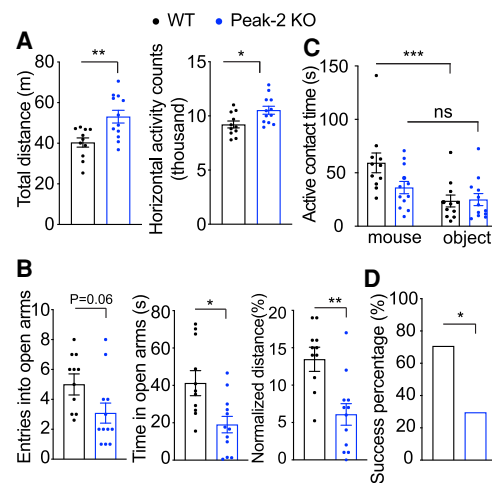 WT Peak-2 KO
A
Total distance (m)
80
60
40
20
0
**
Horizontal activity counts
(thousand)
15
10
5
0
*
C
Active contact time (s)
150
100
50
0
***
ns
mouse object
B
Entries into open arms
10
8
6
4
2
0
P=0.06
Time in open arms (s)
80
60
40
20
0
*
Normalized distance(%)
20
15
10
5
0
**
D
Success percentage (%)
100
80
60
40
20
0
*